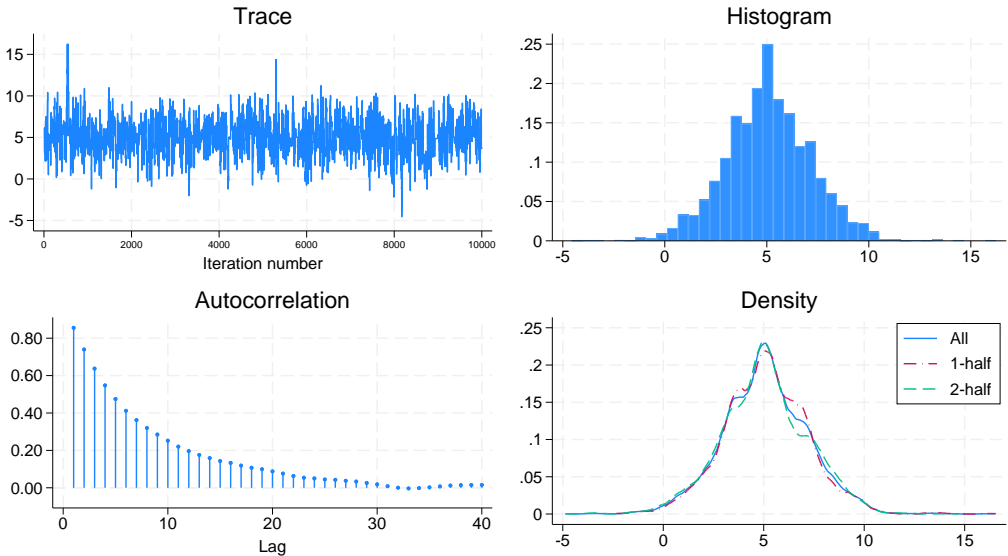 Trace
15
10
5
0
-5
0 2000 4000 6000 8000 10000
Iteration number
Histogram
.25
.2
.15
.1
.05
0
-5 0 5 10 15
Autocorrelation
0.80
0.60
0.40
0.20
0.00
0 10 20 30 40
Lag
Density
.25
.2
.15
.1
.05
0
-5 0 5 10 15
All
1-half
2-half